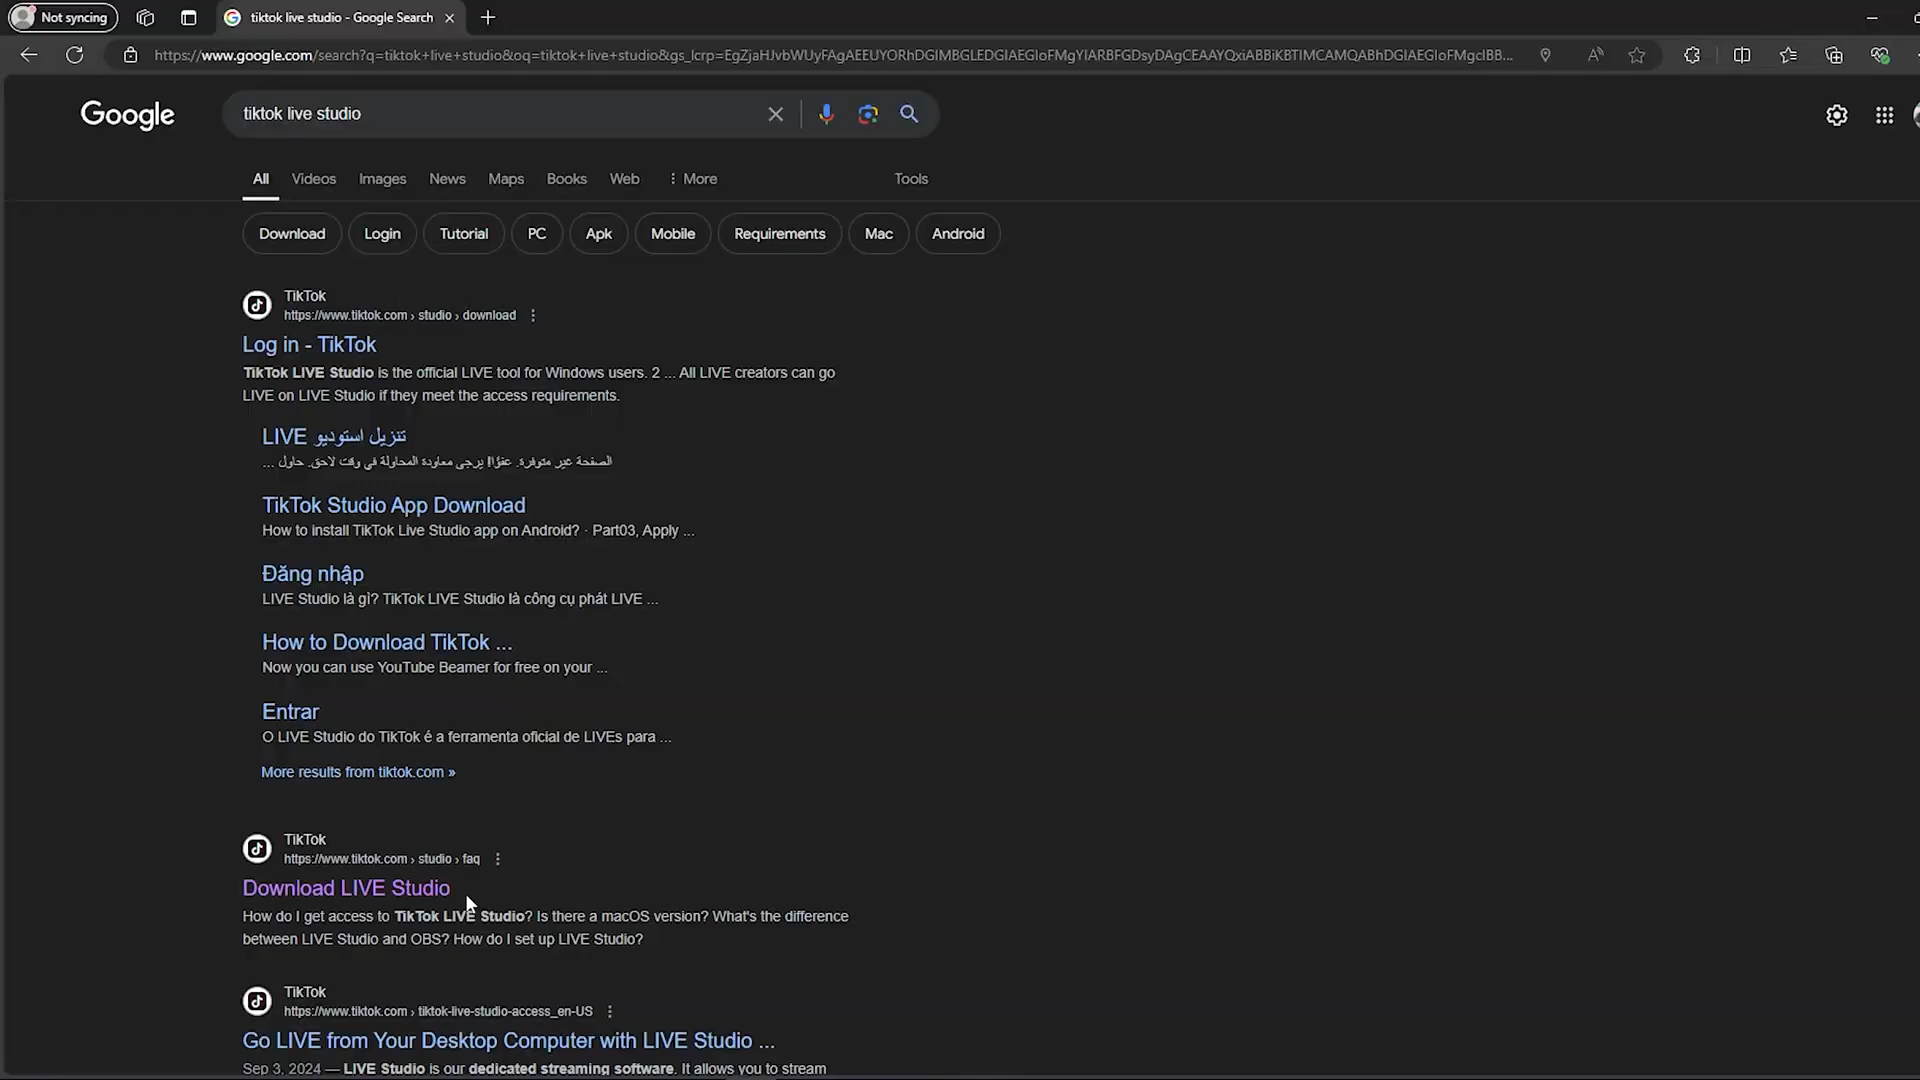 Not syncing
tiktok live studio - Google Search
https://www.google.com/search?q=tiktok+live+studio&oq=tiktok+live+studio&gs_lcrp=EgZjaHJvbWUyFAgAEEUYORhDGIMBGLEDGIAEGIoFMgYIARBFGDsyDAgCEAAYQxiABBiKBTIMCAMQABhDGIAEGIoFMgcIBB...
Google
tiktok live studio
All Videos Images News Maps Books Web More Tools
Download Login Tutorial PC Apk Mobile Requirements Mac Android
TikTok
https://www.tiktok.com › studio › download
Log in - TikTok
TikTok LIVE Studio is the official LIVE tool for Windows users. 2 ... All LIVE creators can go
LIVE on LIVE Studio if they meet the access requirements.
تنزيل استوديو LIVE
الصفحة غير متوفرة. عفوًا! يرجى معاودة المحاولة في وقت لاحق. حاول ...
TikTok Studio App Download
How to install TikTok Live Studio app on Android? · Part03, Apply ...
Đăng nhập
LIVE Studio là gì? TikTok LIVE Studio là công cụ phát LIVE ...
How to Download TikTok ...
Now you can use YouTube Beamer for free on your ...
Entrar
O LIVE Studio do TikTok é a ferramenta oficial de LIVEs para ...
More results from tiktok.com »
TikTok
https://www.tiktok.com › studio › faq
Download LIVE Studio
How do I get access to TikTok LIVE Studio? Is there a macOS version? What's the difference
between LIVE Studio and OBS? How do I set up LIVE Studio?
TikTok
https://www.tiktok.com › tiktok-live-studio-access_en-US
Go LIVE from Your Desktop Computer with LIVE Studio ...
Sep 3, 2024 — LIVE Studio is our dedicated streaming software. It allows you to stream